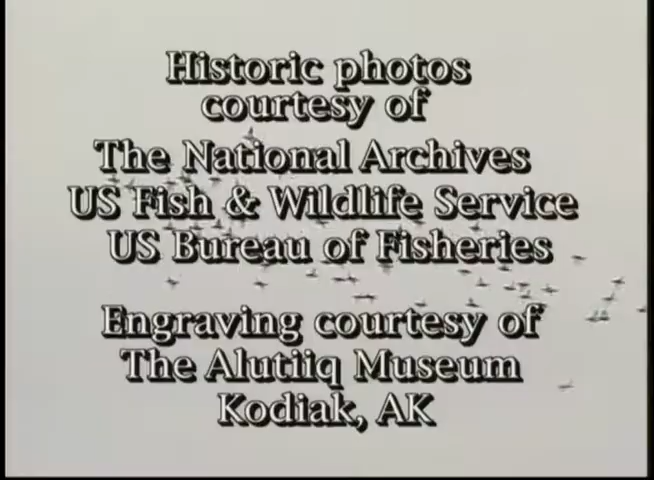 Historic photos
courtesy of
The National Archives
US Fish & Wildlife Service
US Bureau of Fisheries
Engraving courtesy of
The Alutiiq Museum
Kodiak, AK